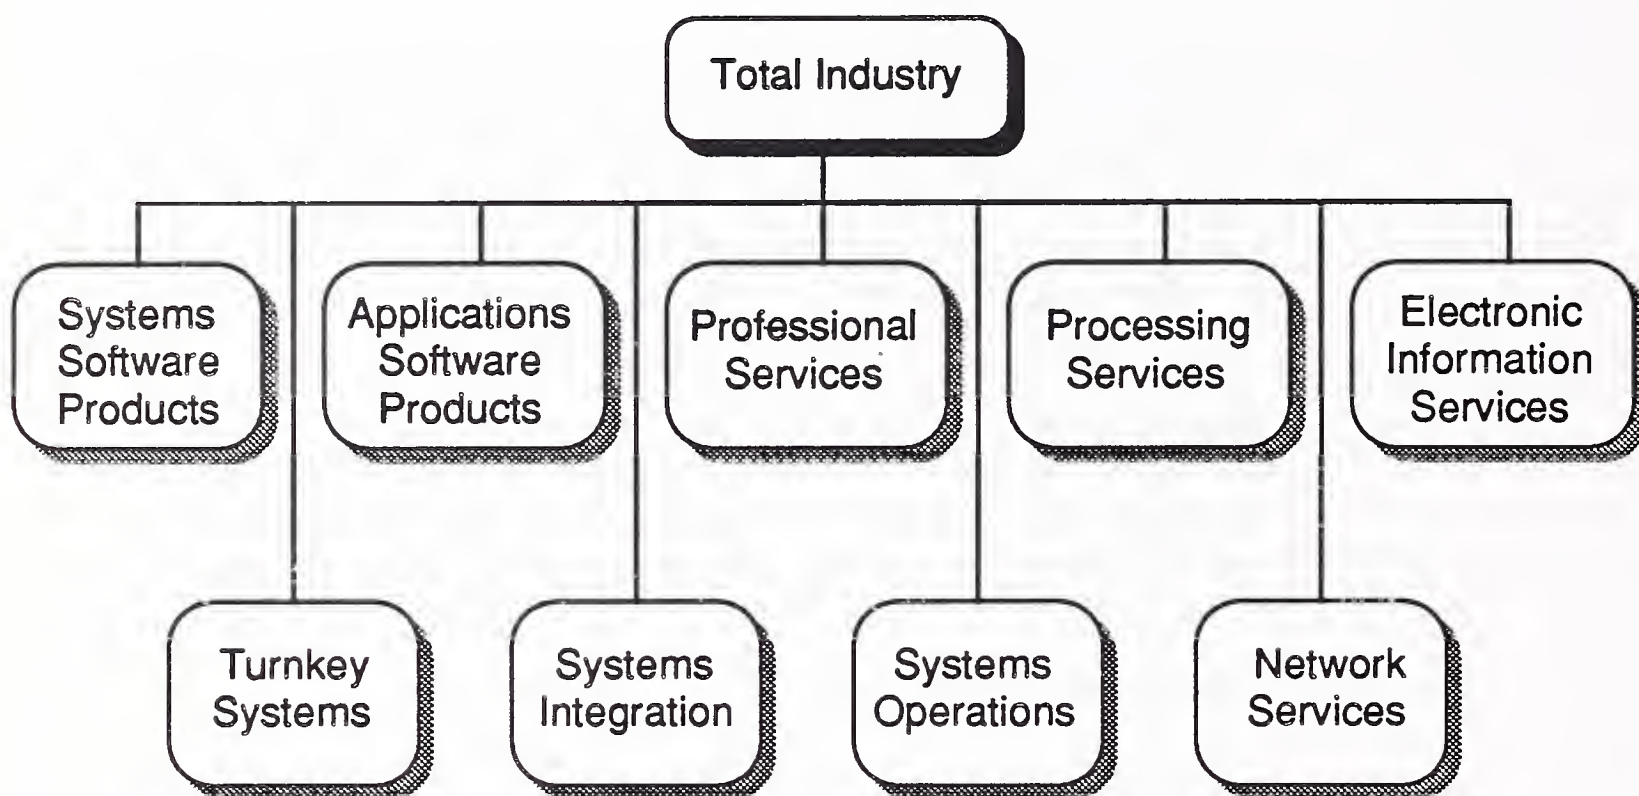 Total Industry
Systems
Software
Products
Applications
Software
Products
Professional
Services
Processing
Services
Electronic
Information
Services
Turnkey
Systems
Systems
Integration
Systems
Operations
Network
Services